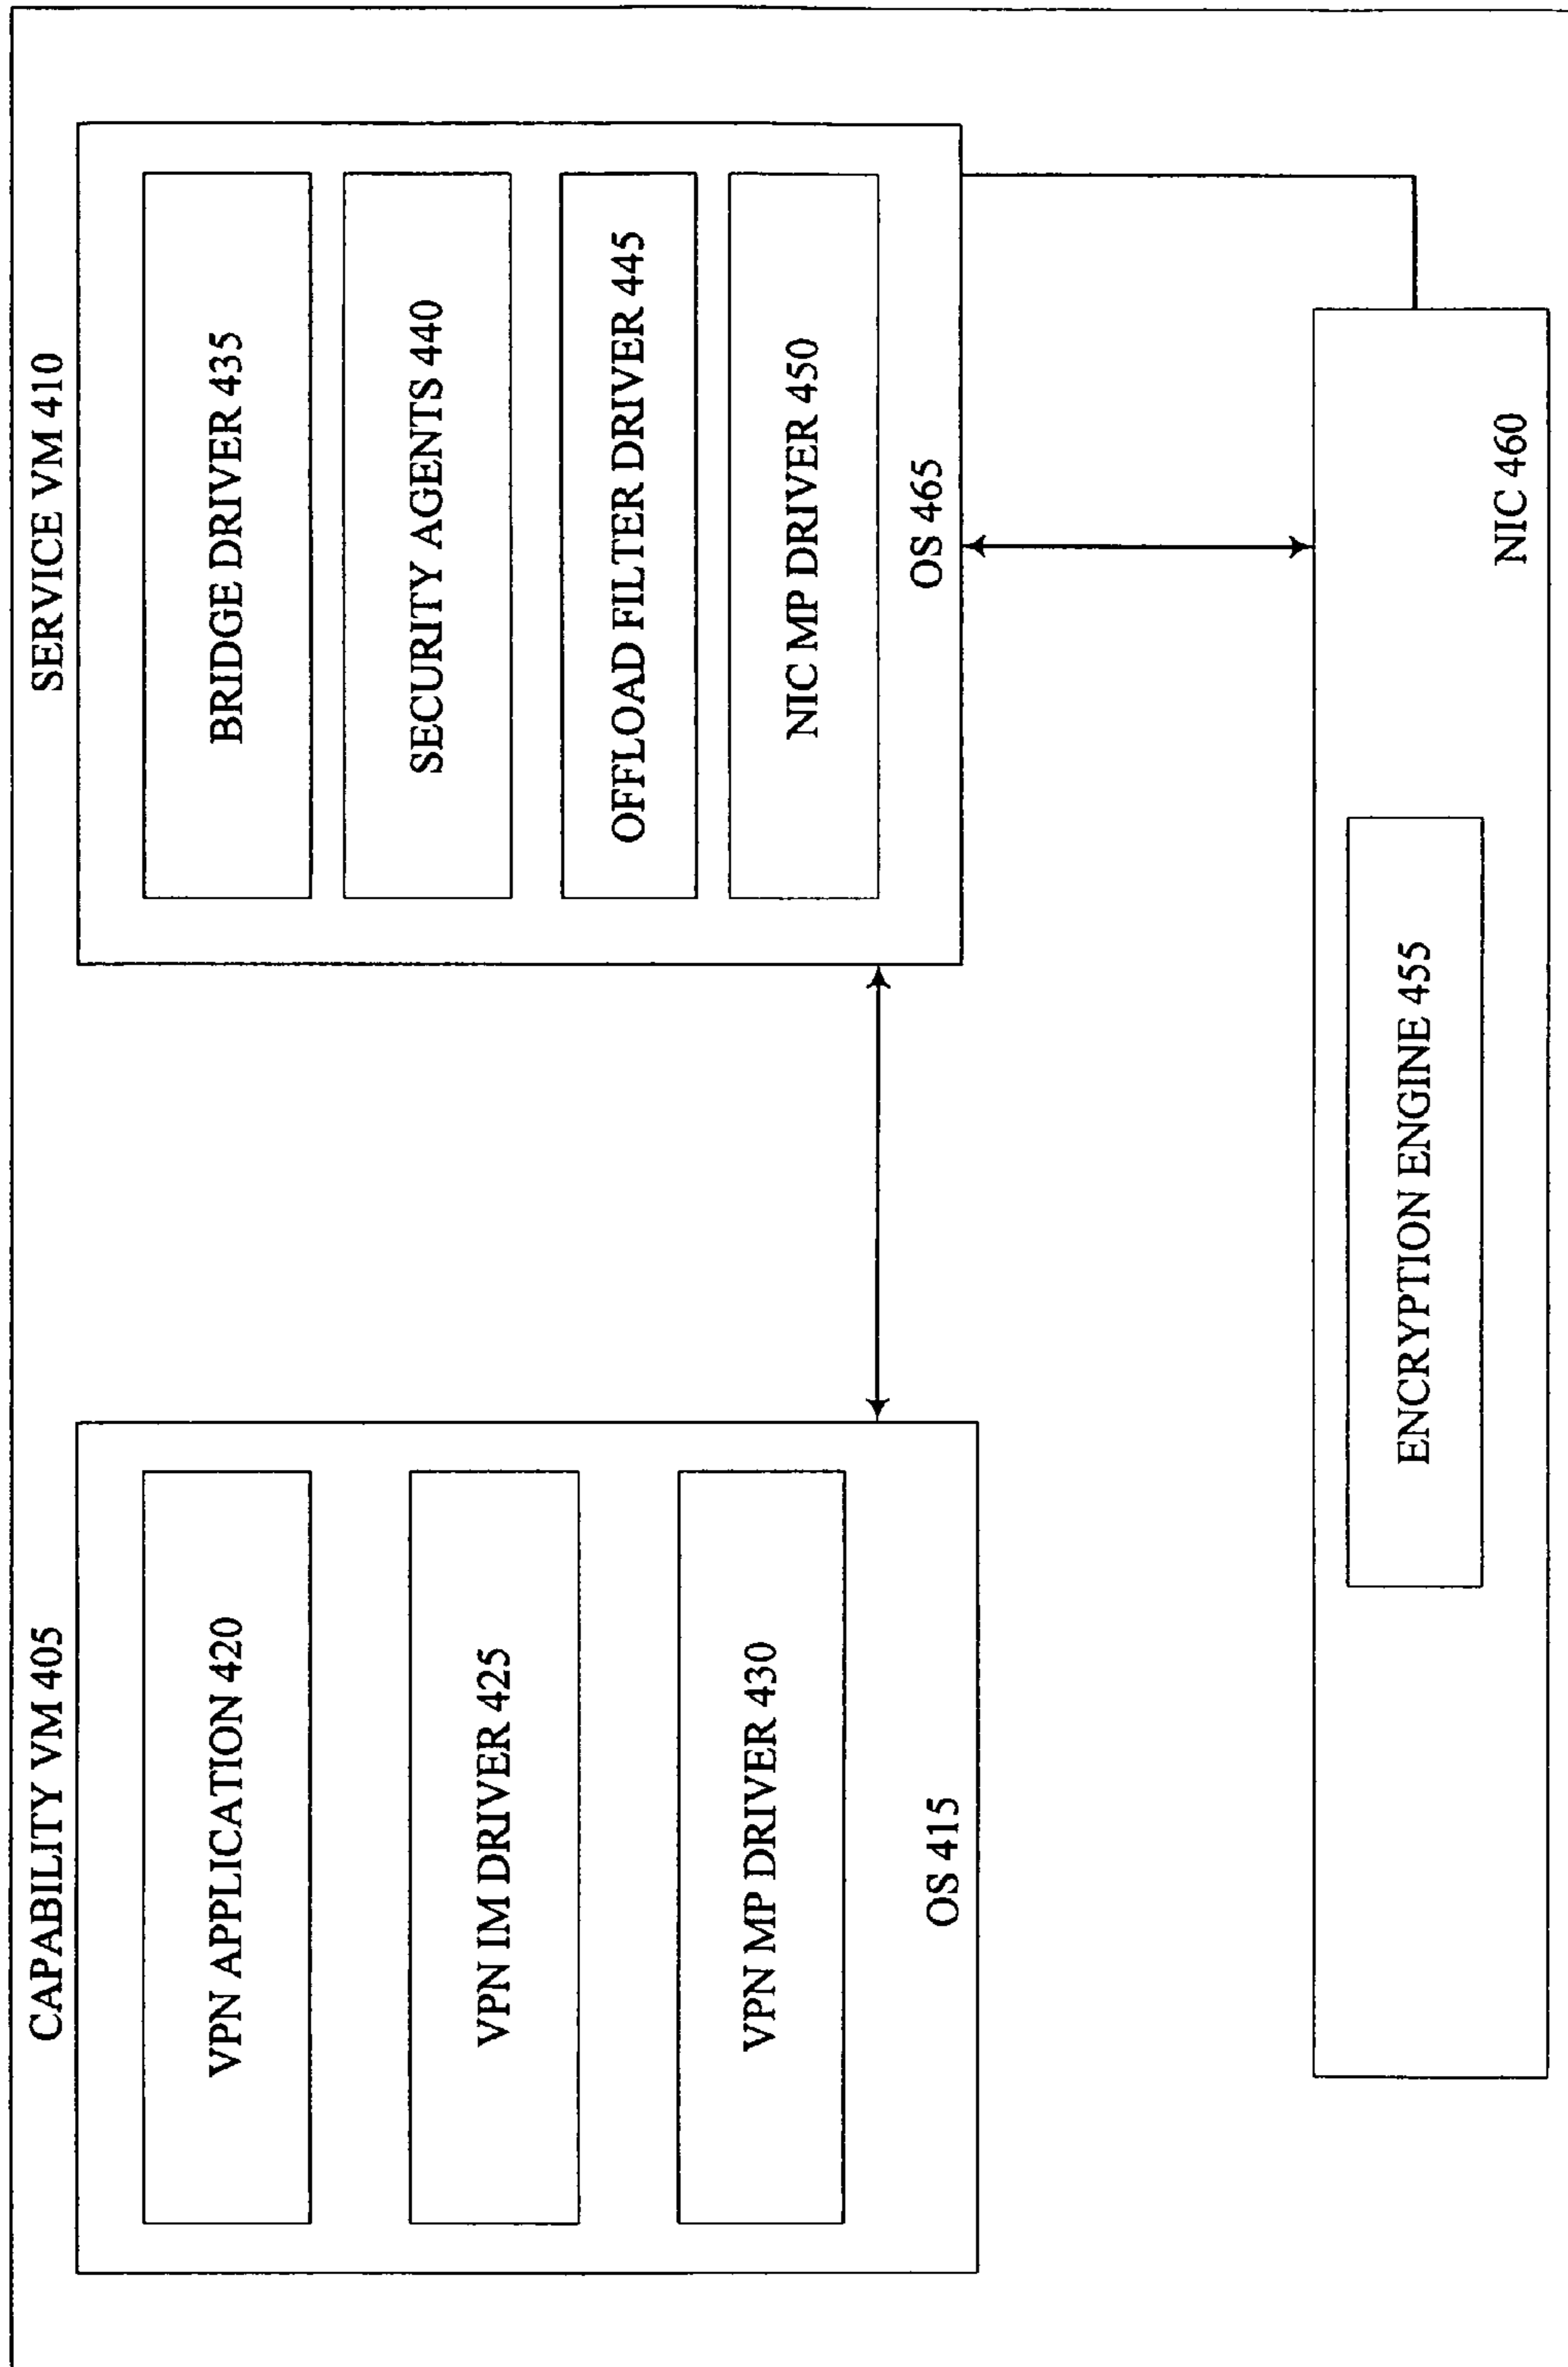 CAPABILITY VM 405
VPN APPLICATION 420
VPN IM DRIVER 425
VPN MP DRIVER 430
OS 415
SERVICE VM 410
BRIDGE DRIVER 435
SECURITY AGENTS 440
OFFLOAD FILTER DRIVER 445
NIC MP DRIVER 450
OS 465
ENCRYPTION ENGINE 455
NIC 460